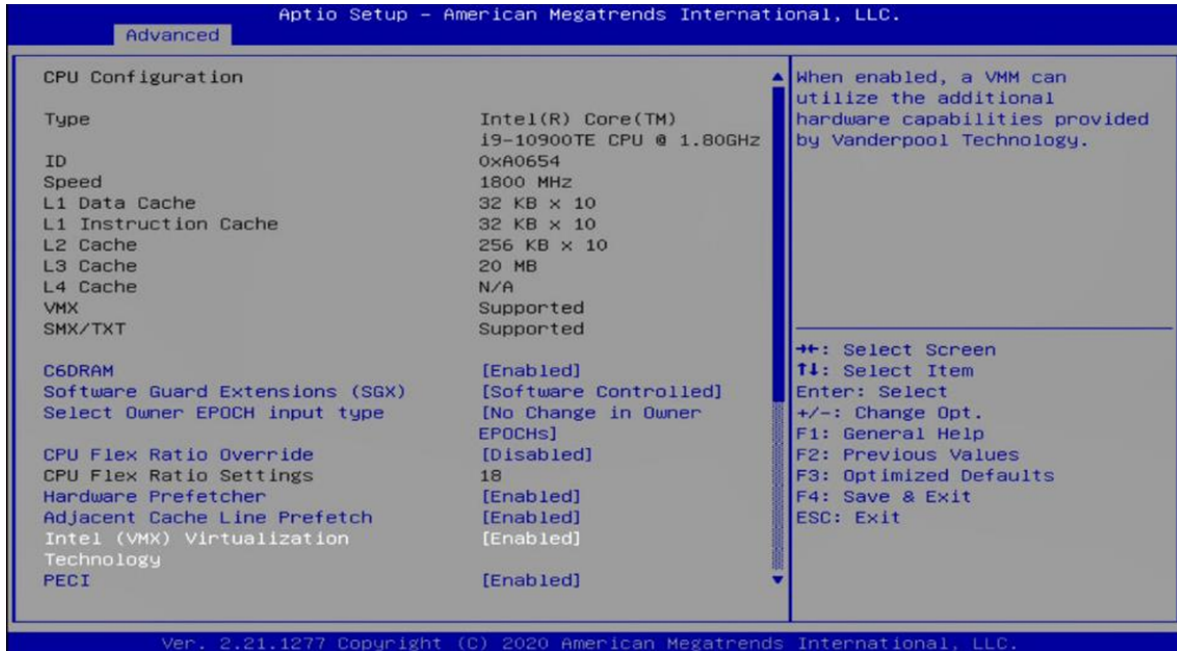 Aptio Setup – American Megatrends International, LLC.
Advanced
CPU Configuration
Type Intel(R) Core(TM)
i9-10900TE CPU @ 1.80GHz
ID 0xA0654
Speed 1800 MHz
L1 Data Cache 32 KB x 10
L1 Instruction Cache 32 KB x 10
L2 Cache 256 KB x 10
L3 Cache 20 MB
L4 Cache N/A
VMX Supported
SMX/TXT Supported
C6DRAM [Enabled]
Software Guard Extensions (SGX) [Software Controlled]
Select Owner EPOCH input type [No Change in Owner
EPOCHs]
CPU Flex Ratio Override [Disabled]
CPU Flex Ratio Settings 18
Hardware Prefetcher [Enabled]
Adjacent Cache Line Prefetch [Enabled]
Intel (VMX) Virtualization [Enabled]
Technology
PECI [Enabled]
When enabled, a VMM can
utilize the additional
hardware capabilities provided
by Vanderpool Technology.
→←: Select Screen
↑↓: Select Item
Enter: Select
+/-: Change Opt.
F1: General Help
F2: Previous Values
F3: Optimized Defaults
F4: Save & Exit
ESC: Exit
Ver. 2.21.1277 Copyright (C) 2020 American Megatrends International, LLC.